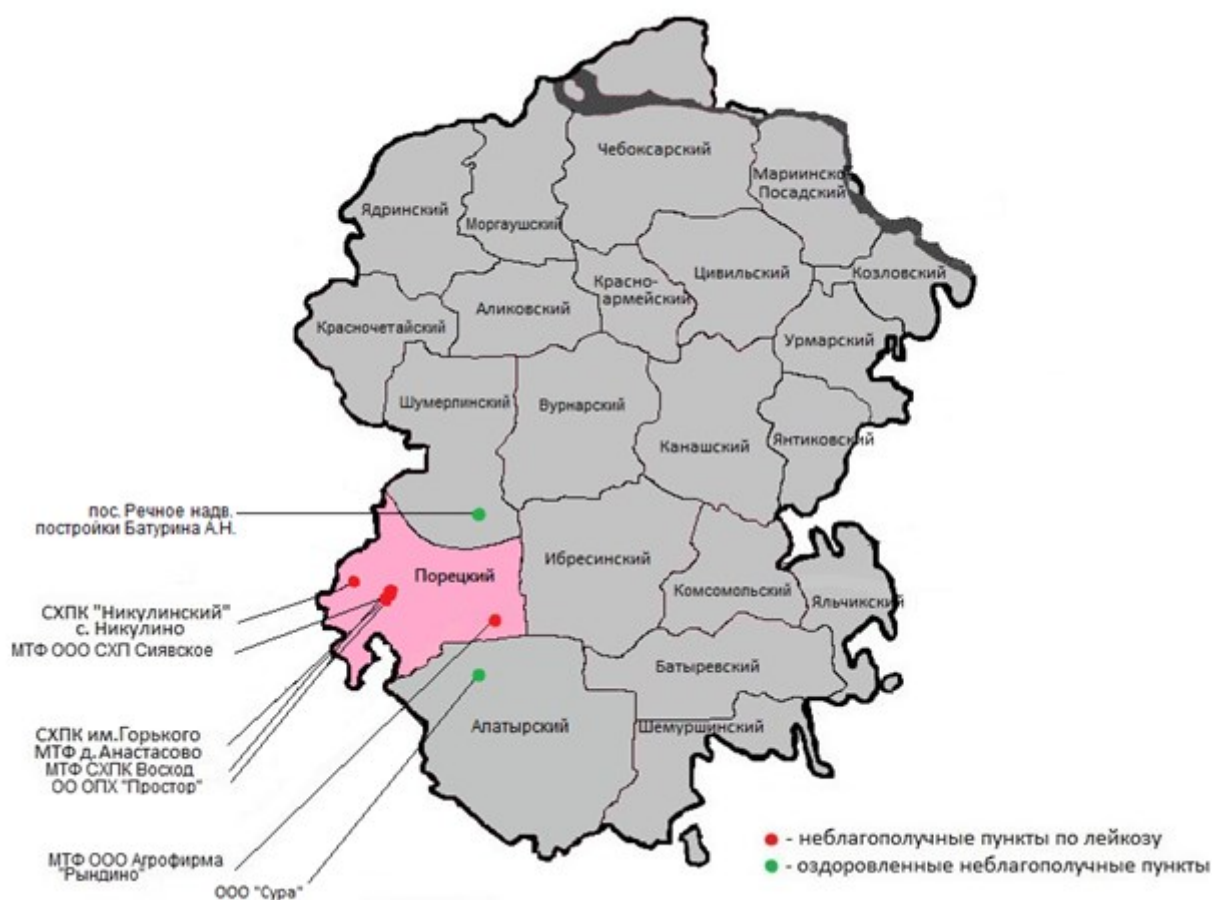 Чебоксарский
Мариинско-
Посадский
Ядринский
Моргаушский
Козловский
Цивильский
Красно-
армейский
Аликовский
Красночетайский
Урмарский
Шумерлинский
Вурнарский
Канашский
Янтиковский
пос. Речное надв.
постройки Батурина А.Н.
Ибресинский
Порецкий
Комсомольский
Яльчикский
СХПК "Никулинский"
с. Никулино
МТФ ООО СХП Сиявское
Батыревский
Алатырский
Шемуршинский
СХПК им.Горького
МТФ д. Анастасово
МТФ СХПК Восход
ОО ОПХ "Простор"
МТФ ООО Агрофирма
"Рындино"
ООО "Сура"
- неблагополучные пункты по лейкозу
- оздоровленные неблагополучные пункты